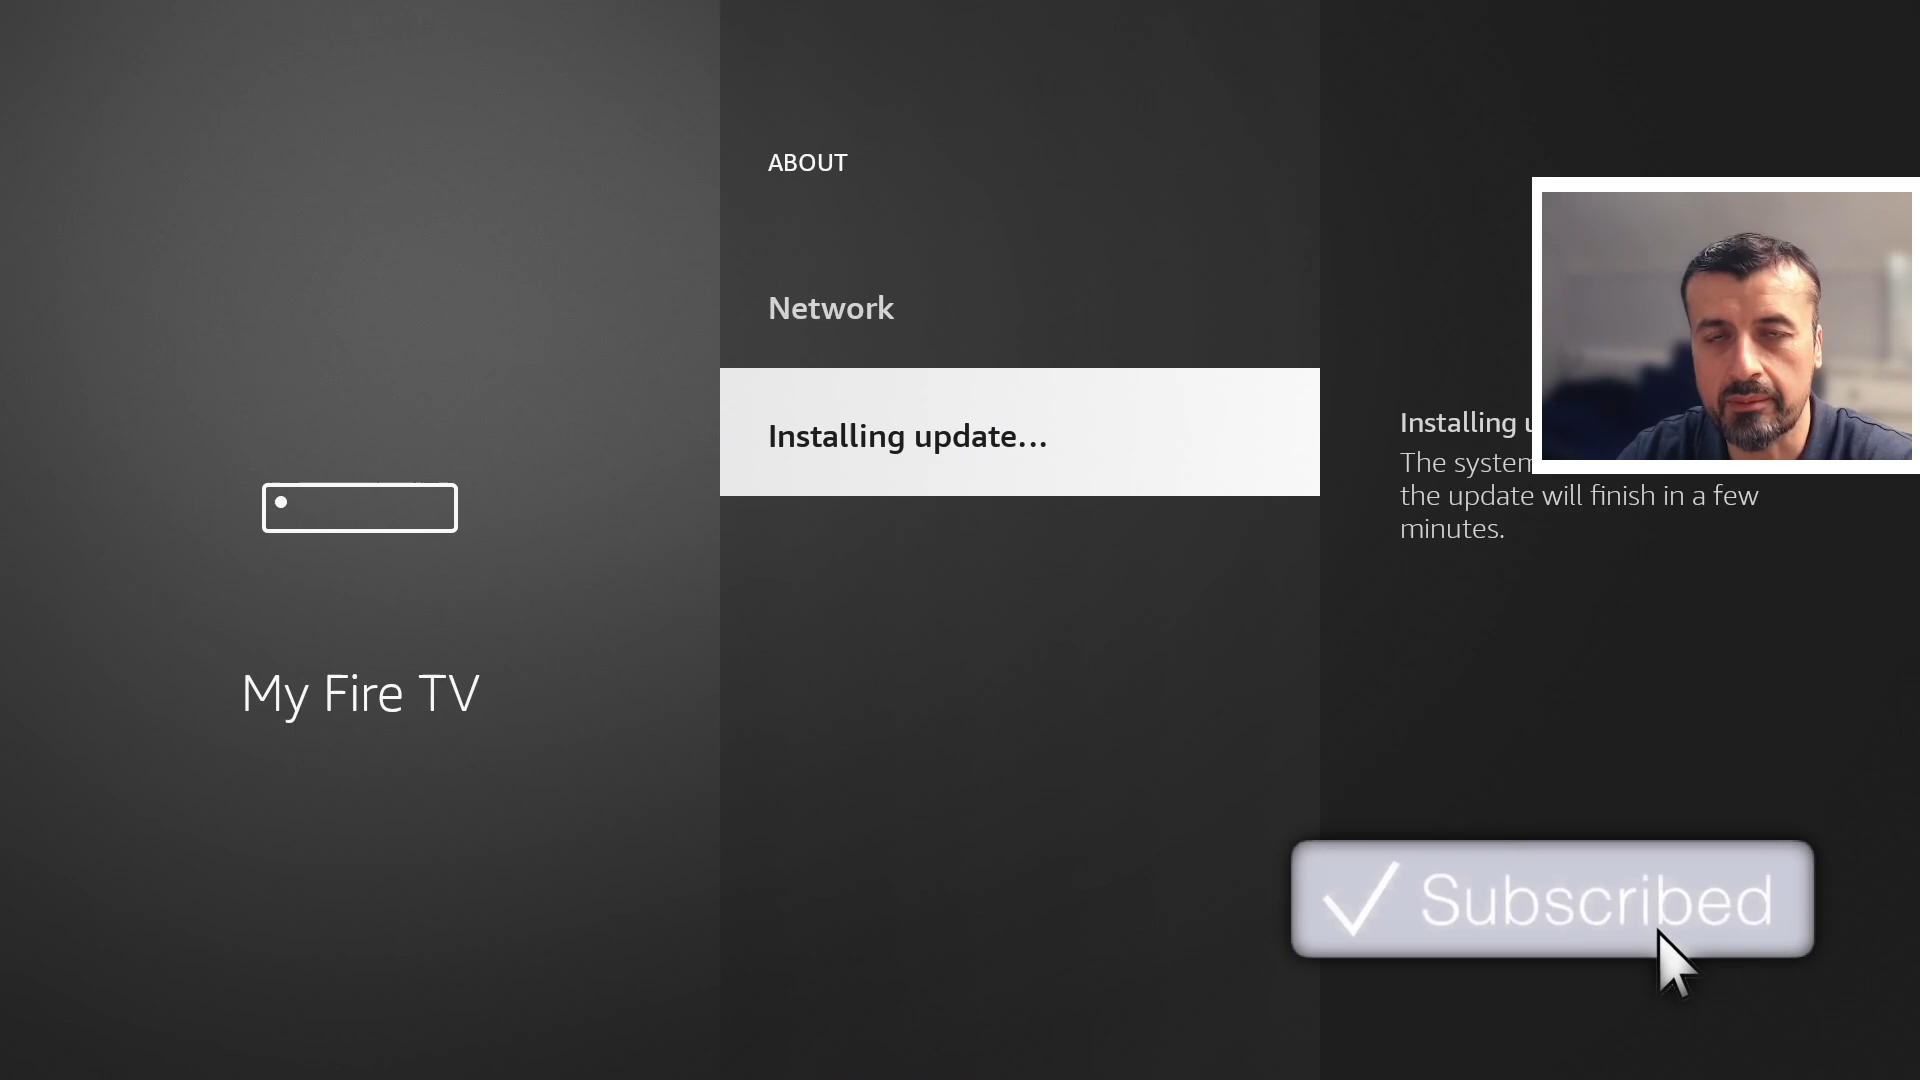 ABOUT
Network
Installing update...
My Fire TV
Installing
The system
the update will finish in a few
minutes.
Subscribed